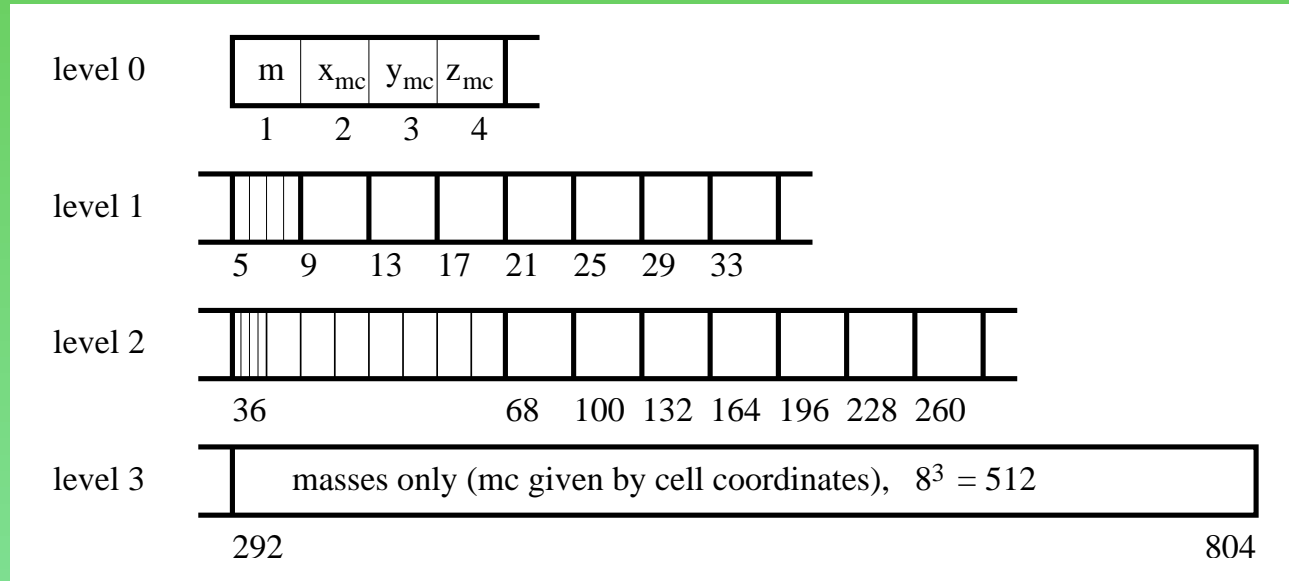 level 0
m x_mc y_mc z_mc
1 2 3 4
level 1
5 9 13 17 21 25 29 33
level 2
36 68 100 132 164 196 228 260
level 3
masses only (mc given by cell coordinates), 8³ = 512
292 804